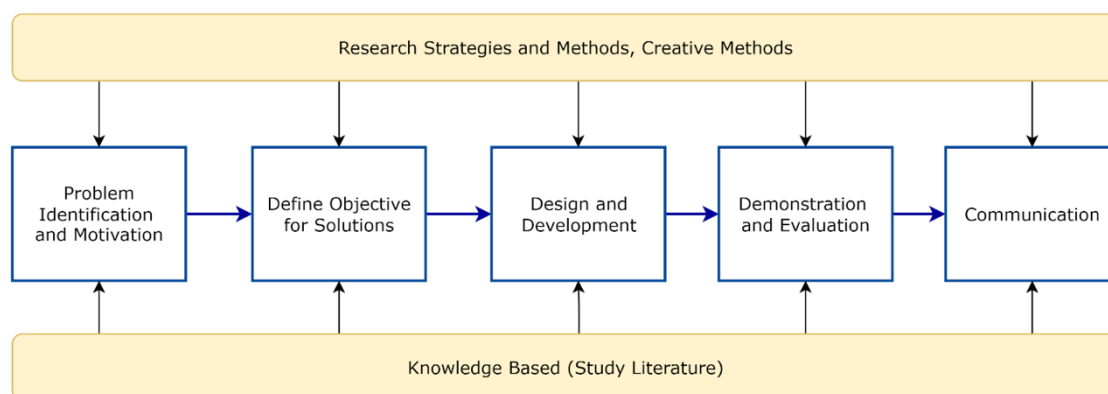 Research Strategies and Methods, Creative Methods
Problem
Identification
and Motivation
Define Objective
for Solutions
Design and
Development
Demonstration
and Evaluation
Communication
Knowledge Based (Study Literature)